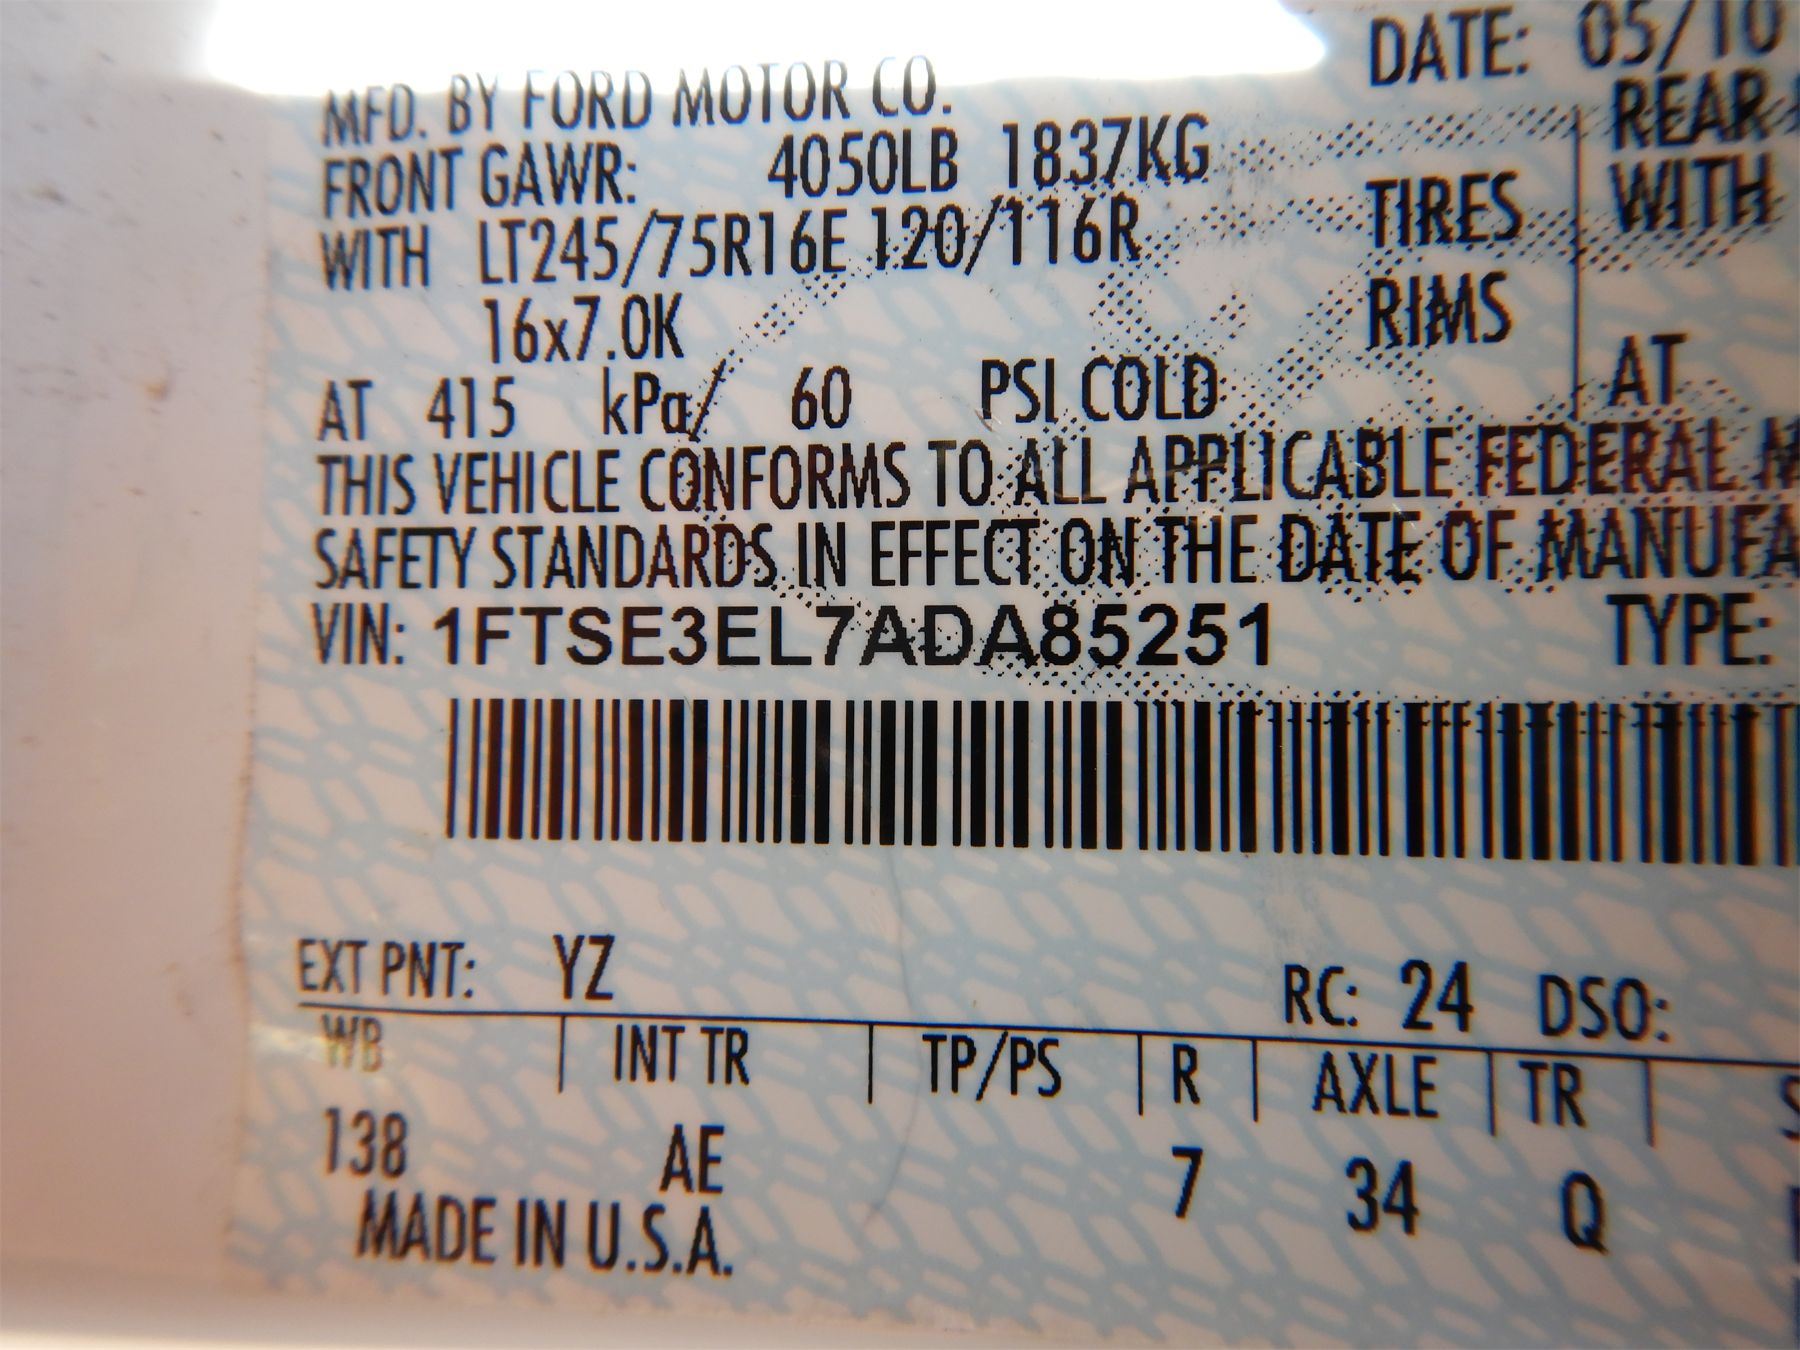 DATE: 05/10
MFD. BY FORD MOTOR CO.
FRONT GAWR: 4050LB 1837KG
REAR
WITH LT245/75R16E 120/116R TIRES
WITH
16x7.0K RIMS
AT 415 kPa/ 60 PSI COLD
AT
THIS VEHICLE CONFORMS TO ALL APPLICABLE FEDERAL M
SAFETY STANDARDS IN EFFECT ON THE DATE OF MANUFA
VIN: 1FTSE3EL7ADA85251 TYPE:
EXT PNT: YZ RC: 24 DSO:
WB INT TR TP/PS R AXLE TR S
138 AE 7 34 Q
MADE IN U.S.A.